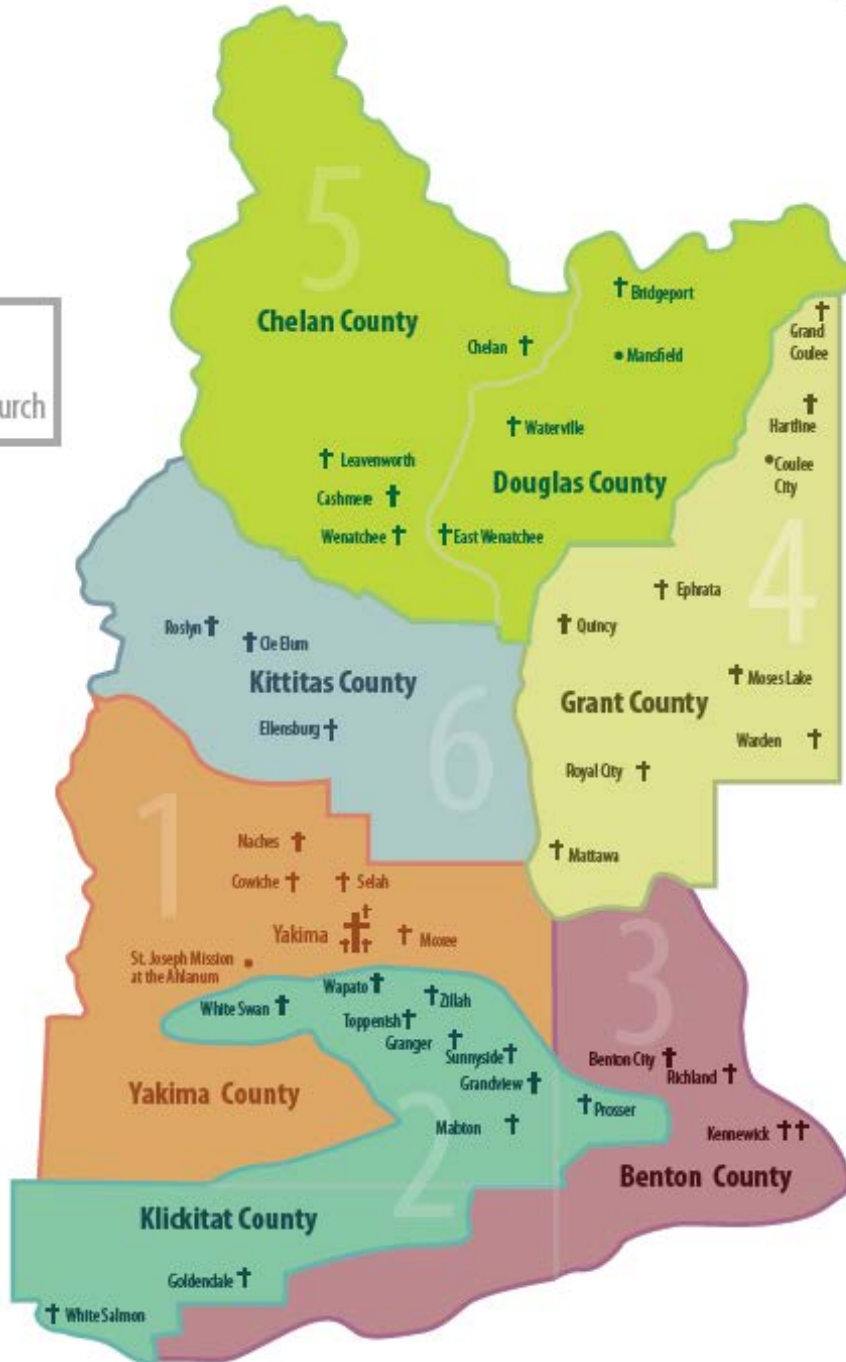 5
Chelan County
Bridgeport
Grand
Coulee
Chelan
Mansfield
urch
Hartline
Waterville
Leavenworth
Coulee
City
Cashmere
Douglas County
Wenatchee
East Wenatchee
4
Ephrata
Roslyn
Quincy
Cle Elum
Kittitas County
Moses Lake
Grant County
Ellensburg
6
Warden
Royal City
1
Naches
Mattawa
Cowiche
Selah
Yakima
Moxee
3
St. Joseph Mission
at the Ahtanum
Wapato
White Swan
Zillah
Toppenish
Granger
Sunnyside
Benton City
Richland
Grandview
Yakima County
Prosser
2
Mabton
Kennewick
Benton County
Klickitat County
Goldendale
White Salmon